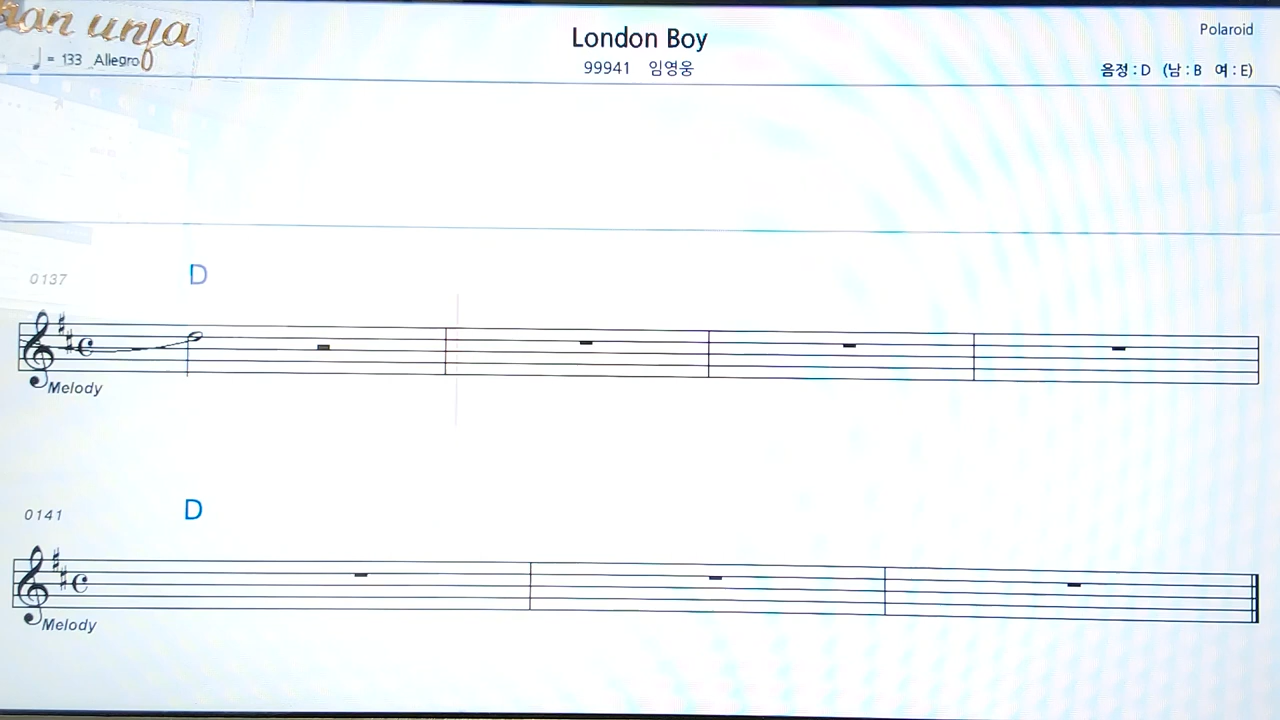 London Boy
Polaroid
♩ = 133 Allegro
99941 임영웅
음정 : D (남 : B 여 : E)
0137 D
Melody
0141 D
Melody